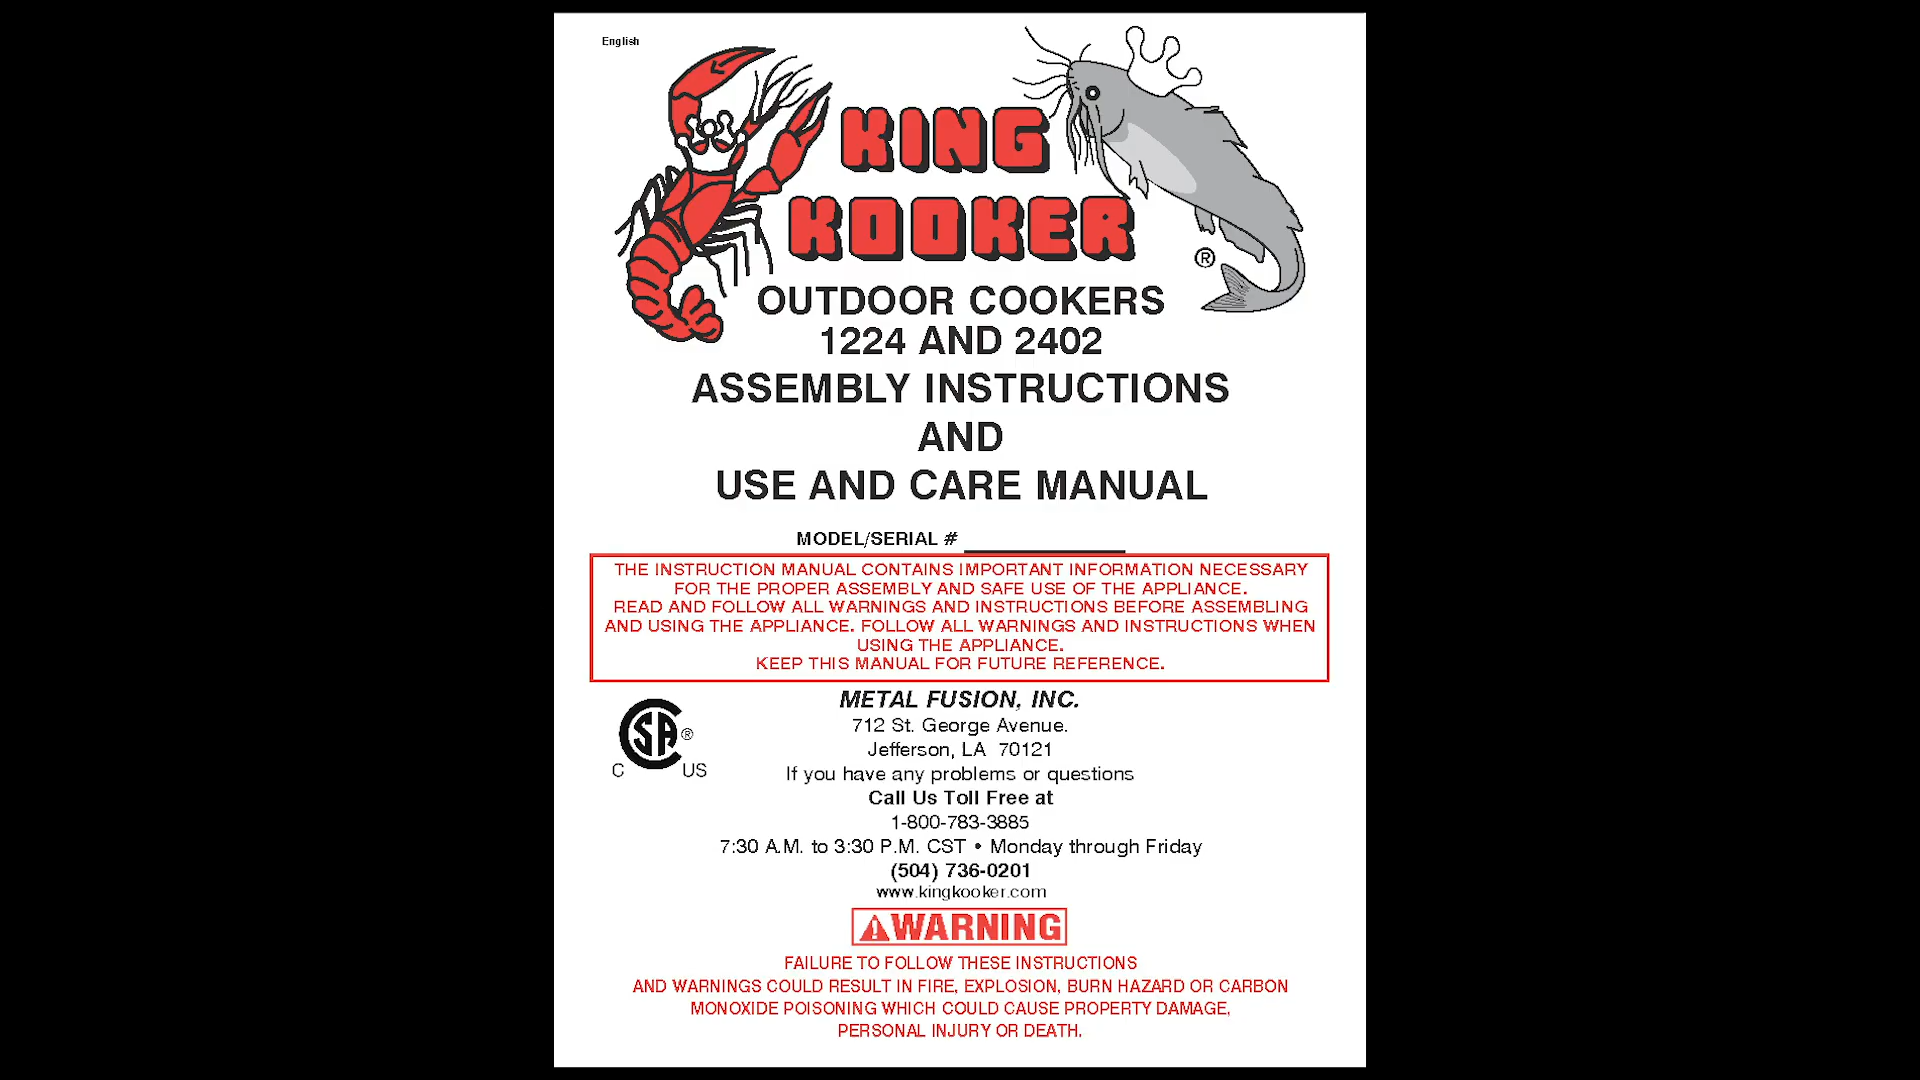 English
KING
KOOKER
®
OUTDOOR COOKERS
1224 AND 2402
ASSEMBLY INSTRUCTIONS
AND
USE AND CARE MANUAL
MODEL/SERIAL # ____________
THE INSTRUCTION MANUAL CONTAINS IMPORTANT INFORMATION NECESSARY
FOR THE PROPER ASSEMBLY AND SAFE USE OF THE APPLIANCE.
READ AND FOLLOW ALL WARNINGS AND INSTRUCTIONS BEFORE ASSEMBLING
AND USING THE APPLIANCE. FOLLOW ALL WARNINGS AND INSTRUCTIONS WHEN
USING THE APPLIANCE.
KEEP THIS MANUAL FOR FUTURE REFERENCE.
CSA ®
C US
METAL FUSION, INC.
712 St. George Avenue.
Jefferson, LA 70121
If you have any problems or questions
Call Us Toll Free at
1-800-783-3885
7:30 A.M. to 3:30 P.M. CST • Monday through Friday
(504) 736-0201
www.kingkooker.com
WARNING
FAILURE TO FOLLOW THESE INSTRUCTIONS
AND WARNINGS COULD RESULT IN FIRE, EXPLOSION, BURN HAZARD OR CARBON
MONOXIDE POISONING WHICH COULD CAUSE PROPERTY DAMAGE,
PERSONAL INJURY OR DEATH.